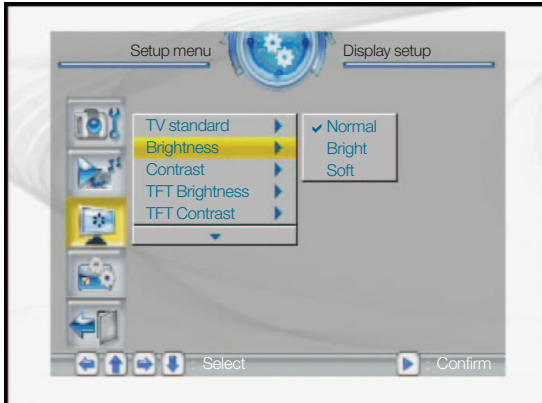 Setup menu
Display setup
TV standard
Brightness
Contrast
TFT Brightness
TFT Contrast
Normal
Bright
Soft
: Select
: Confirm